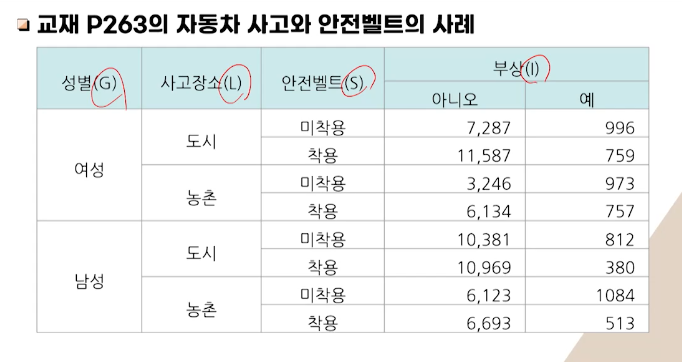 교재 P263의 자동차 사고와 안전벨트의 사례
성별(G) 사고장소(L) 안전벨트(S) 부상(I)
아니오 예
여성 도시 미착용 7,287 996
착용 11,587 759
농촌 미착용 3,246 973
착용 6,134 757
남성 도시 미착용 10,381 812
착용 10,969 380
농촌 미착용 6,123 1084
착용 6,693 513